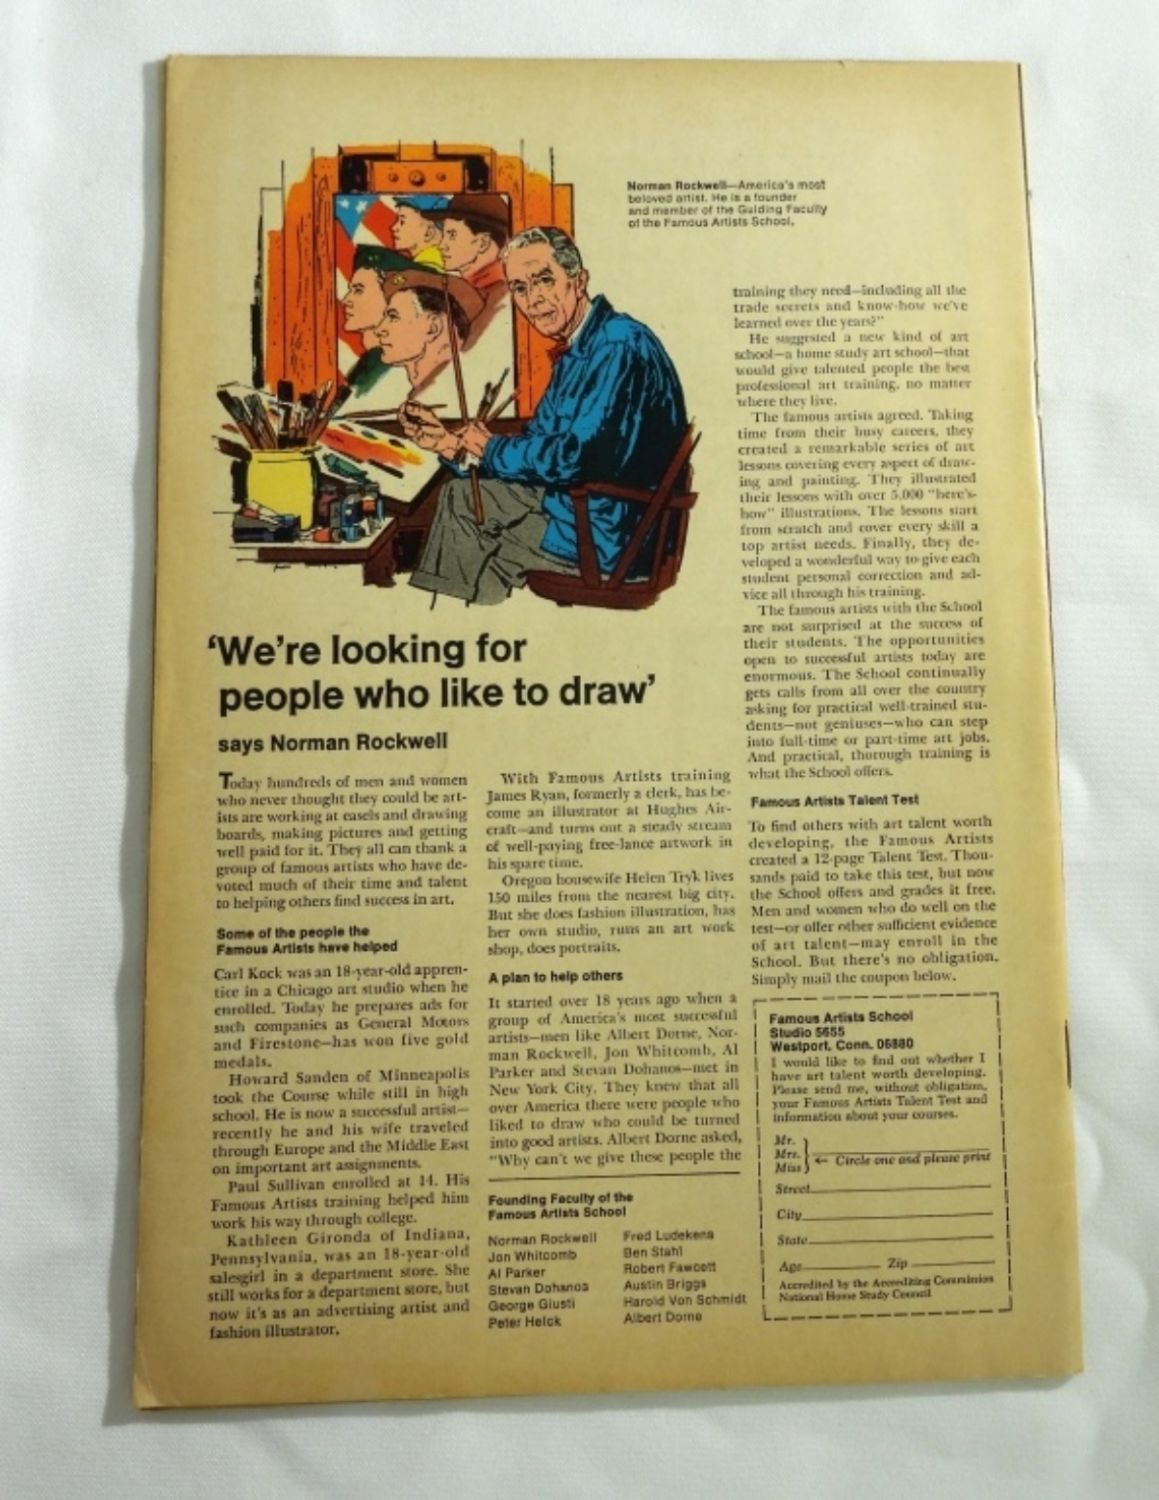 Norman Rockwell—America's most
beloved artist. He is a founder
and member of the Guiding Faculty
of the Famous Artists School.
'We're looking for
people who like to draw'
says Norman Rockwell
Today hundreds of men and women
who never thought they could be art-
ists are working at easels and drawing
boards, making pictures and getting
well paid for it. They all can thank a
group of famous artists who have de-
voted much of their time and talent
to helping others find success in art.
Some of the people the
Famous Artists have helped
Carl Kock was an 18-year-old appren-
tice in a Chicago art studio when he
enrolled. Today he prepares ads for
such companies as General Motors
and Firestone—has won five gold
medals.
Howard Sanden of Minneapolis
took the Course while still in high
school. He is now a successful artist—
recently he and his wife traveled
through Europe and the Middle East
on important art assignments.
Paul Sullivan enrolled at 14. His
Famous Artists training helped him
work his way through college.
Kathleen Gironda of Indiana,
Pennsylvania, was an 18-year-old
salesgirl in a department store. She
still works for a department store, but
now it's as an advertising artist and
fashion illustrator.
With Famous Artists training
James Ryan, formerly a clerk, has be-
come an illustrator at Hughes Air-
craft—and turns out a steady stream
of well-paying free-lance artwork in
his spare time.
Oregon housewife Helen Tryk lives
150 miles from the nearest big city.
But she does fashion illustration, has
her own studio, runs an art work
shop, does portraits.
A plan to help others
It started over 18 years ago when a
group of America's most successful
artists—men like Albert Dorne, Nor-
man Rockwell, Jon Whitcomb, Al
Parker and Stevan Dohanos—met in
New York City. They knew that all
over America there were people who
liked to draw who could be turned
into good artists. Albert Dorne asked,
"Why can't we give these people the
Founding Faculty of the
Famous Artists School
Norman Rockwell
Jon Whitcomb
Al Parker
Stevan Dohanos
George Giusti
Peter Helck
Fred Ludekens
Ben Stahl
Robert Fawcett
Austin Briggs
Harold Von Schmidt
Albert Dorne
training they need—including all the
trade secrets and know-how we've
learned over the years?"
He suggested a new kind of art
school—a home study art school—that
would give talented people the best
professional art training, no matter
where they live.
The famous artists agreed. Taking
time from their busy careers, they
created a remarkable series of art
lessons covering every aspect of draw-
ing and painting. They illustrated
their lessons with over 5,000 "here's-
how" illustrations. The lessons start
from scratch and cover every skill a
top artist needs. Finally, they de-
veloped a wonderful way to give each
student personal correction and ad-
vice all through his training.
The famous artists with the School
are not surprised at the success of
their students. The opportunities
open to successful artists today are
enormous. The School continually
gets calls from all over the country
asking for practical well-trained stu-
dents—not geniuses—who can step
into full-time or part-time art jobs.
And practical, thorough training is
what the School offers.
Famous Artists Talent Test
To find others with art talent worth
developing, the Famous Artists
created a 12-page Talent Test. Thou-
sands paid to take this test, but now
the School offers and grades it free.
Men and women who do well on the
test—or offer other sufficient evidence
of art talent—may enroll in the
School. But there's no obligation.
Simply mail the coupon below.
Famous Artists School
Studio 5655
Westport, Conn. 06880
I would like to find out whether I
have art talent worth developing.
Please send me, without obligation,
your Famous Artists Talent Test and
information about your courses.
Mr.
Mrs.
Miss
← Circle one and please print
Street
City
State
Age Zip
Accredited by the Accrediting Commission
National Home Study Council